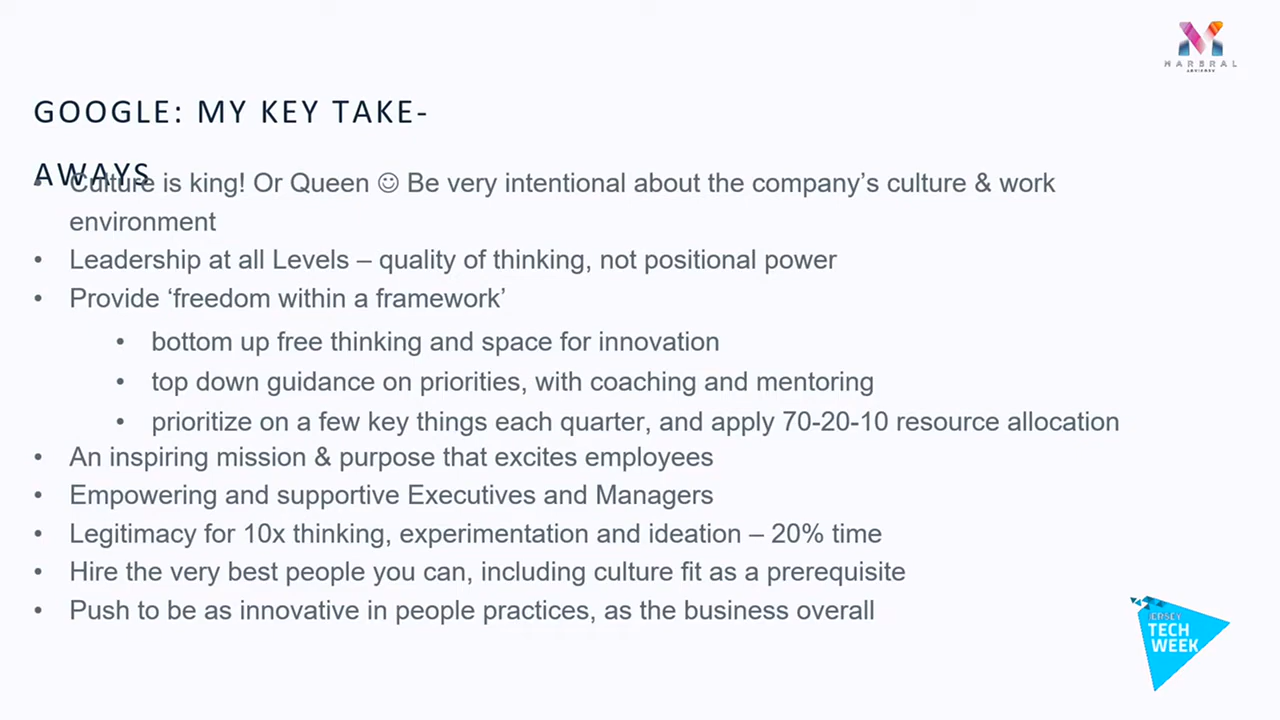 MARBRAL
ADVISORY
GOOGLE: MY KEY TAKE-
AWAYS
• Culture is king! Or Queen ☺ Be very intentional about the company’s culture & work
environment
• Leadership at all Levels – quality of thinking, not positional power
• Provide ‘freedom within a framework’
• bottom up free thinking and space for innovation
• top down guidance on priorities, with coaching and mentoring
• prioritize on a few key things each quarter, and apply 70-20-10 resource allocation
• An inspiring mission & purpose that excites employees
• Empowering and supportive Executives and Managers
• Legitimacy for 10x thinking, experimentation and ideation – 20% time
• Hire the very best people you can, including culture fit as a prerequisite
• Push to be as innovative in people practices, as the business overall
JERSEY
TECH
WEEK